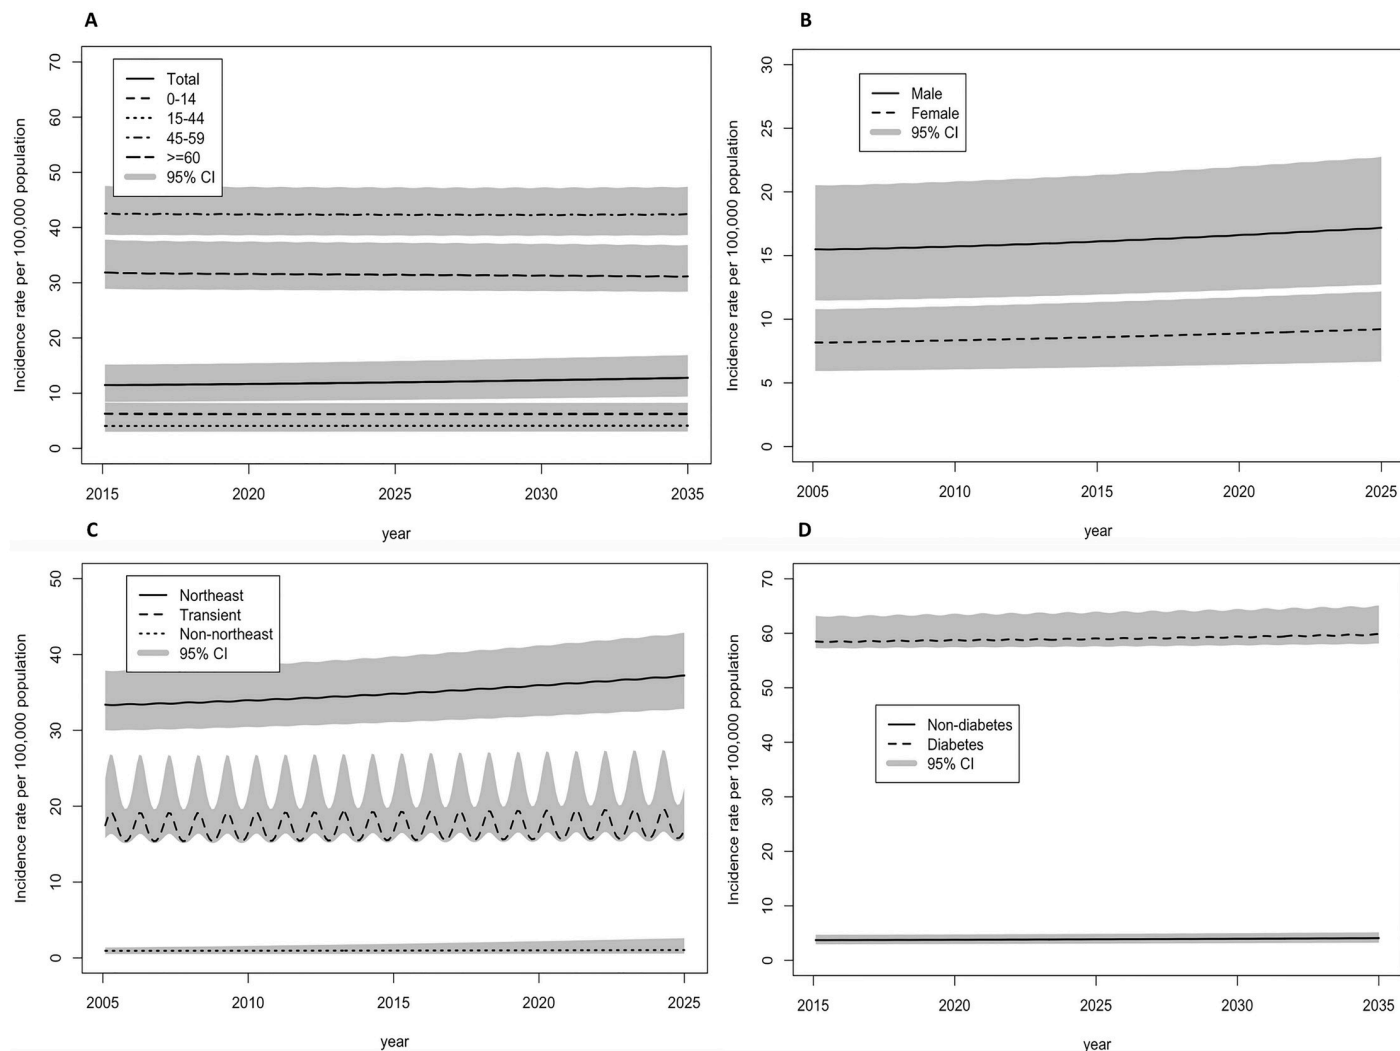 A
Incidence rate per 100,000 population
70
60
50
40
30
20
10
0
Total
0-14
15-44
45-59
>=60
95% CI
2015
2020
2025
2030
2035
year
B
Incidence rate per 100,000 population
30
25
20
15
10
5
0
Male
Female
95% CI
2005
2010
2015
2020
2025
year
C
Incidence rate per 100,000 population
50
40
30
20
10
0
Northeast
Transient
Non-northeast
95% CI
2005
2010
2015
2020
2025
year
D
Incidence rate per 100,000 population
70
60
50
40
30
20
10
0
Non-diabetes
Diabetes
95% CI
2015
2020
2025
2030
2035
year